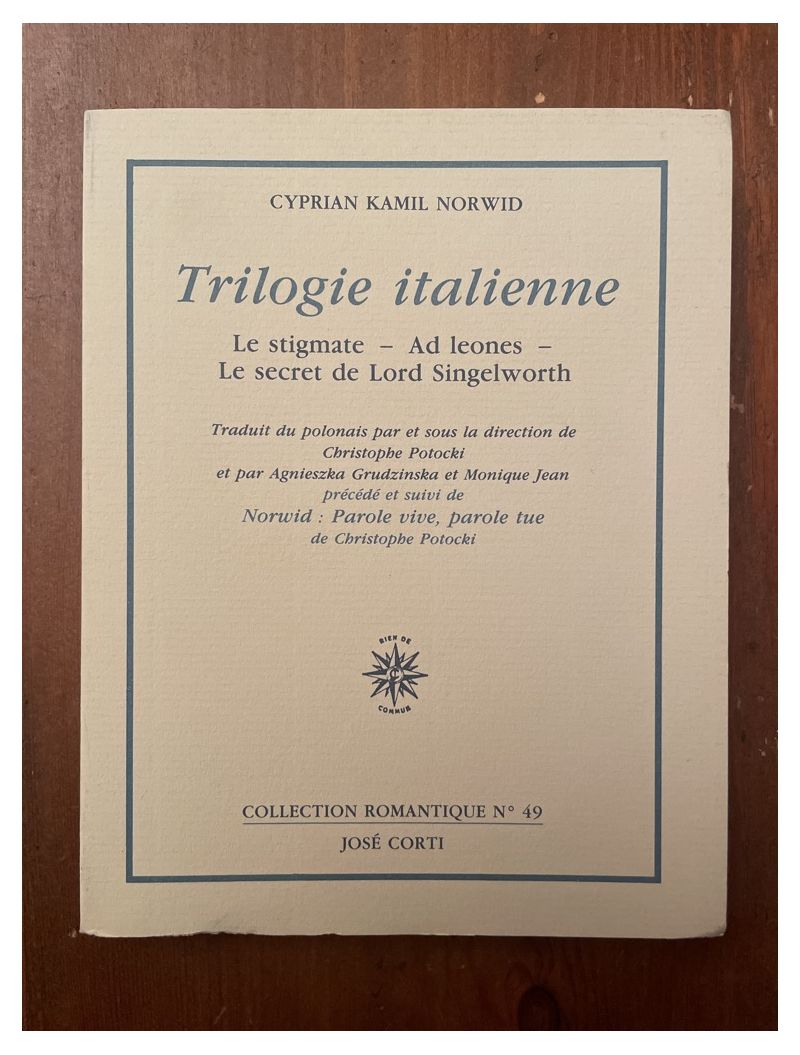 CYPRIAN KAMIL NORWID
Trilogie italienne
Le stigmate – Ad leones –
Le secret de Lord Singelworth
Traduit du polonais par et sous la direction de
Christophe Potocki
et par Agnieszka Grudzinska et Monique Jean
précédé et suivi de
Norwid : Parole vive, parole tue
de Christophe Potocki
RIEN DE
COMMUN
COLLECTION ROMANTIQUE N° 49
JOSÉ CORTI